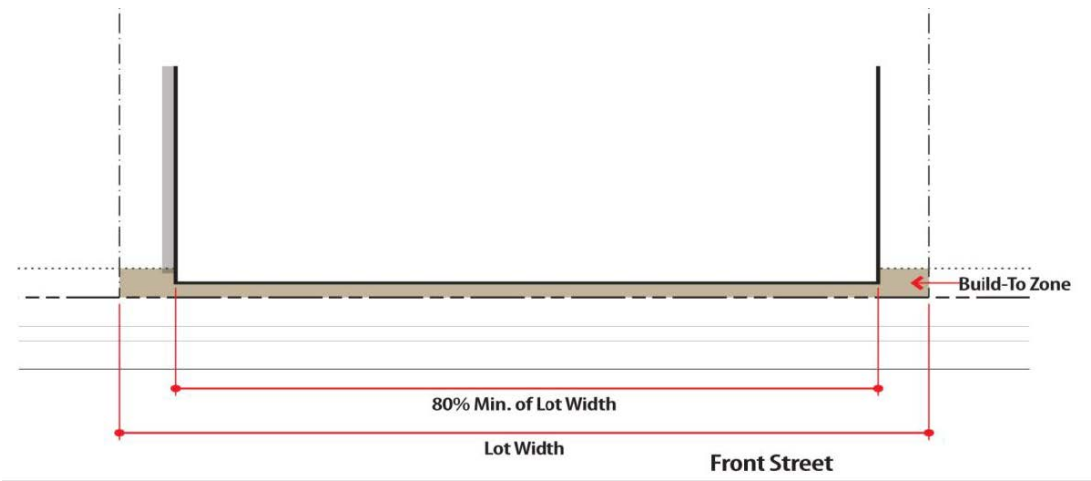 Build-To Zone
80% Min. of Lot Width
Lot Width
Front Street